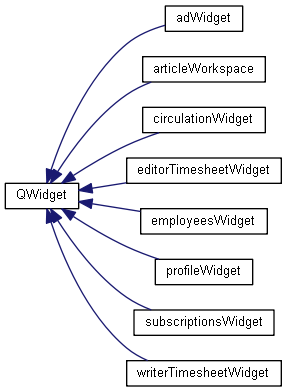 adWidget
articleWorkspace
circulationWidget
editorTimesheetWidget
QWidget
employeesWidget
profileWidget
subscriptionsWidget
writerTimesheetWidget